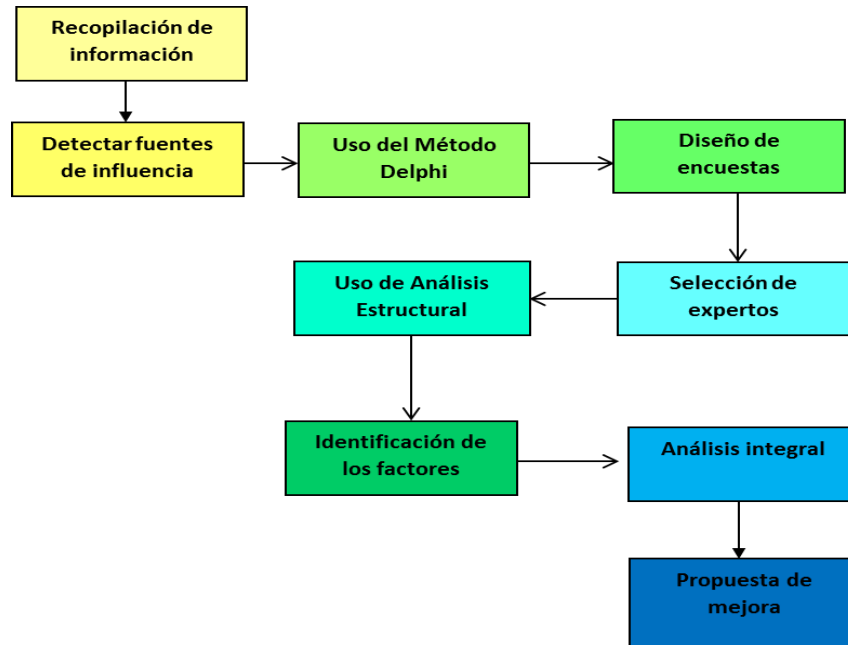 Recopilación de
información
Detectar fuentes
de influencia
Uso del Método
Delphi
Diseño de
encuestas
Selección de
expertos
Uso de Análisis
Estructural
Identificación de
los factores
Análisis integral
Propuesta de
mejora